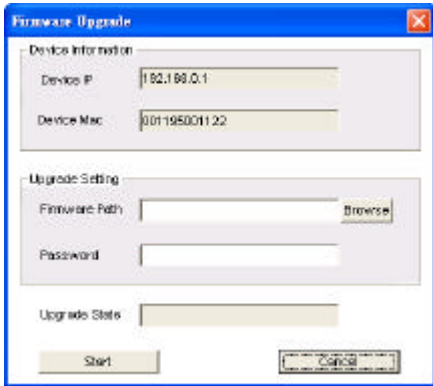 Firmware Upgrade
Device Information
Device IP 192.168.0.1
Device Mac 001195001122
Upgrade Setting
Firmware Path Browse
Password
Upgrade State
Start Cancel